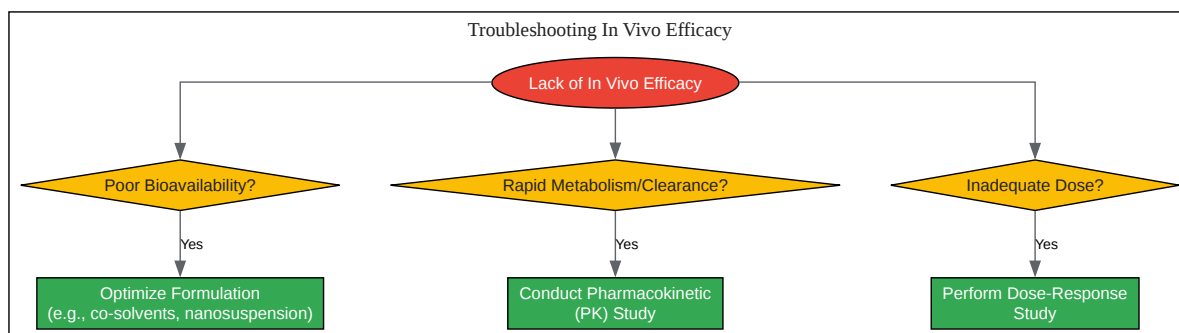 Troubleshooting In Vivo Efficacy
Lack of In Vivo Efficacy
Poor Bioavailability?
Rapid Metabolism/Clearance?
Inadequate Dose?
Yes
Yes
Yes
Optimize Formulation
(e.g., co-solvents, nanosuspension)
Conduct Pharmacokinetic
(PK) Study
Perform Dose-Response
Study